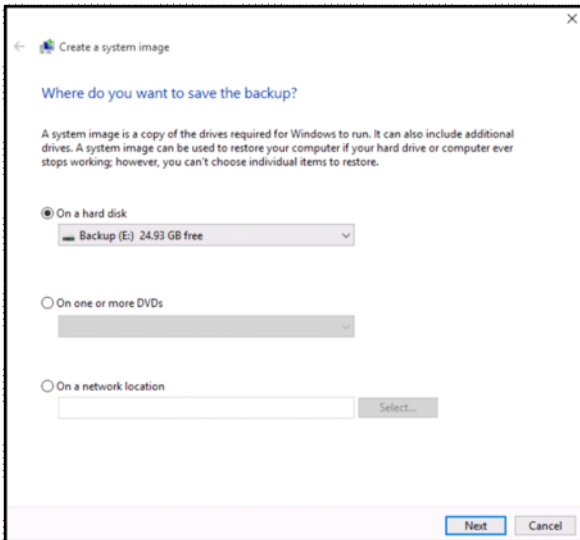 Create a system image
Where do you want to save the backup?
A system image is a copy of the drives required for Windows to run. It can also include additional
drives. A system image can be used to restore your computer if your hard drive or computer ever
stops working; however, you can't choose individual items to restore.
On a hard disk
Backup (E:) 24.93 GB free
On one or more DVDs
On a network location
Select...
Next Cancel